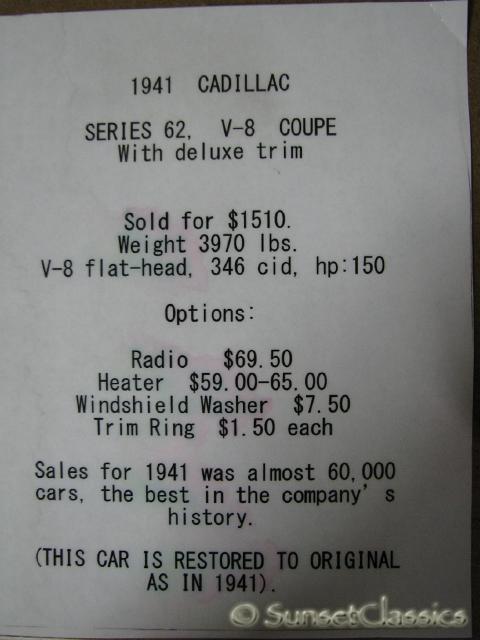 1941 CADILLAC
SERIES 62, V-8 COUPE
With deluxe trim
Sold for $1510.
Weight 3970 lbs.
V-8 flat-head, 346 cid, hp:150
Options:
Radio $69.50
Heater $59.00-65.00
Windshield Washer $7.50
Trim Ring $1.50 each
Sales for 1941 was almost 60,000
cars, the best in the company's
history.
(THIS CAR IS RESTORED TO ORIGINAL
AS IN 1941).
© SunsetClassics